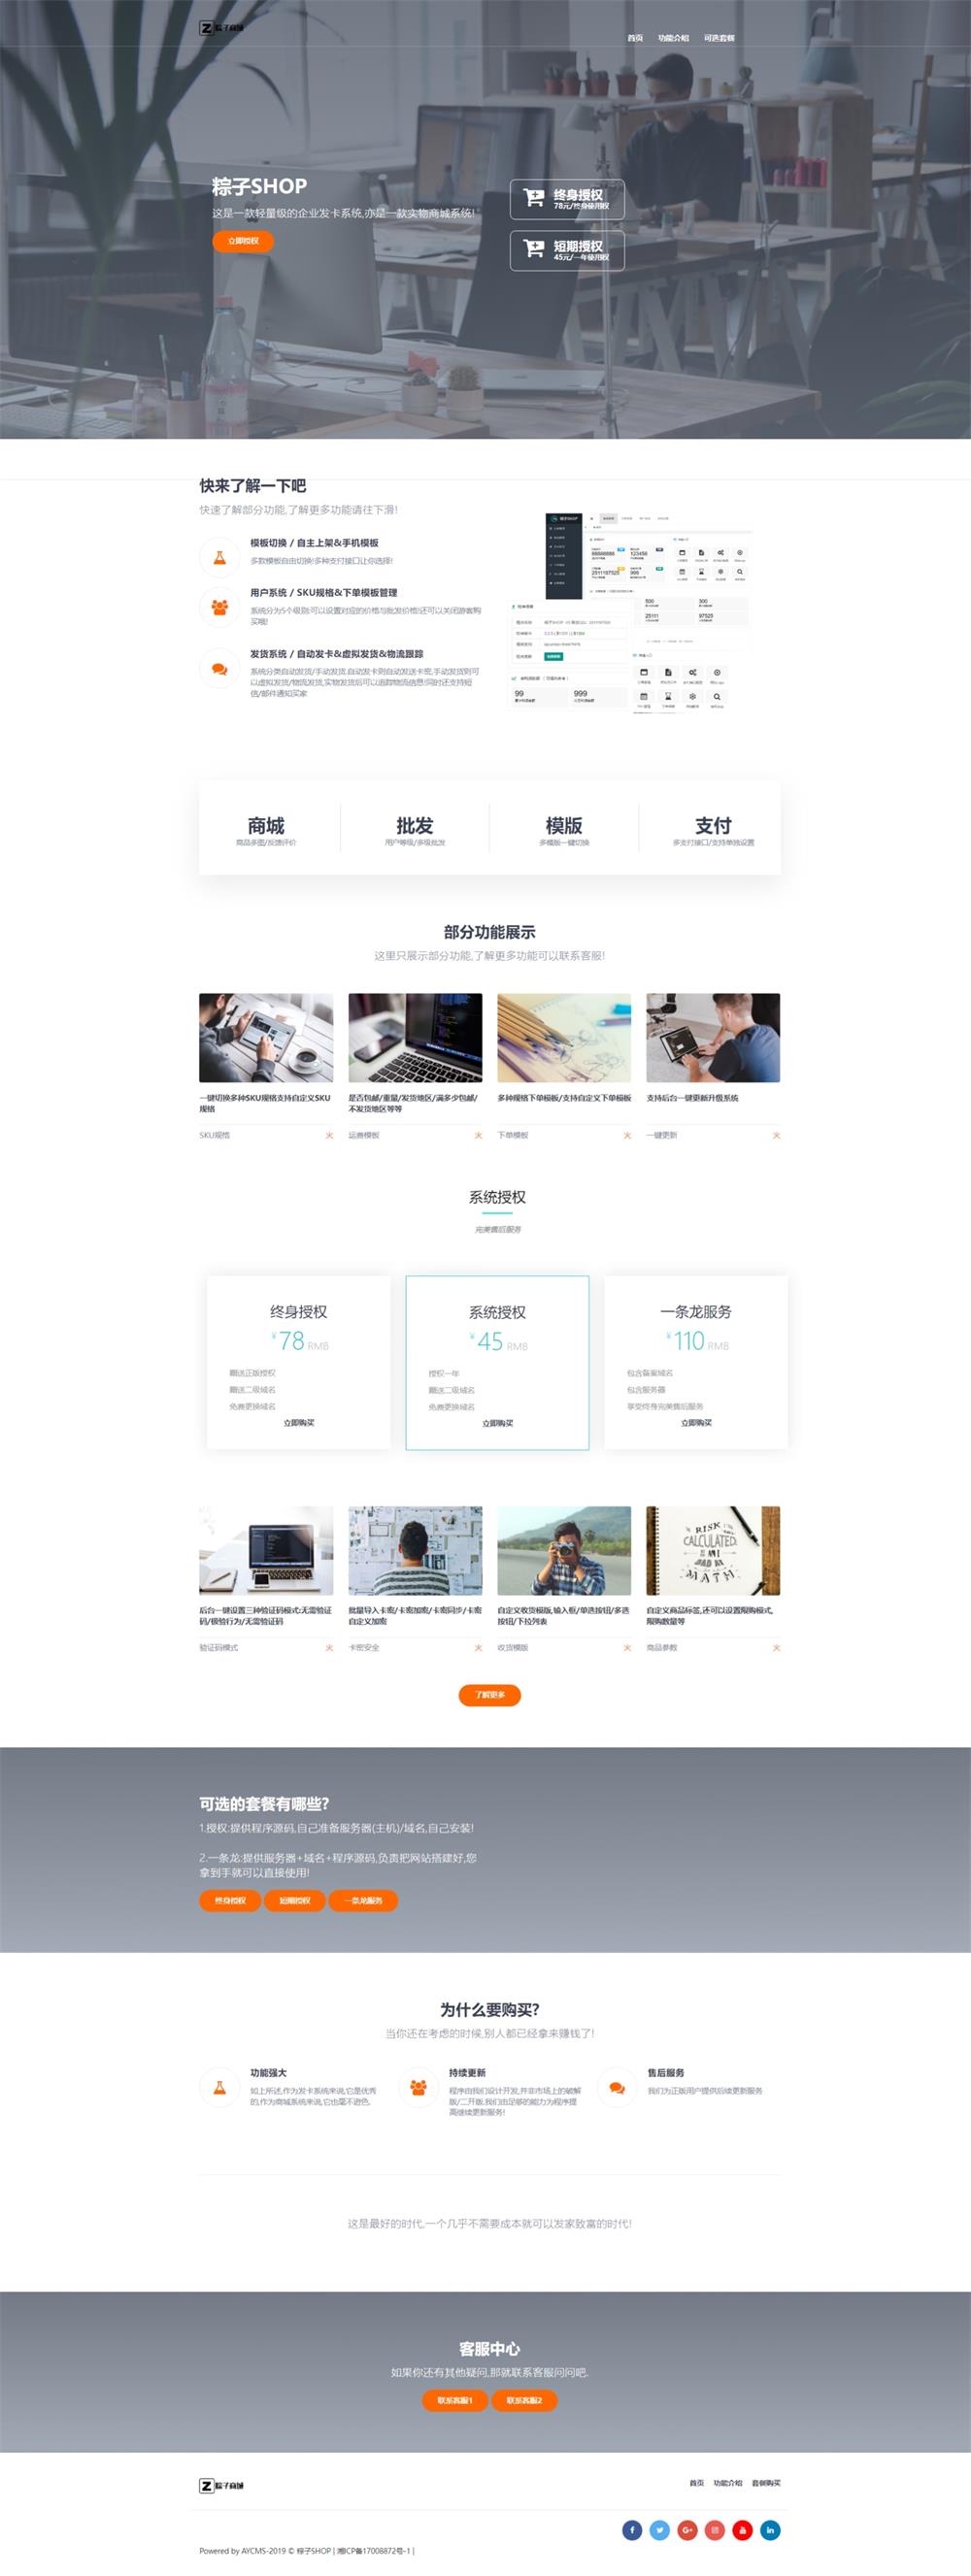 Z 粽子商城
首页 功能介绍 可选套餐
粽子SHOP
这是一款轻量级的企业发卡系统,亦是一款实物商城系统!
立即授权
终身授权
78元/终身使用权
短期授权
45元/一年使用权
快来了解一下吧
快速了解部分功能,了解更多功能请往下滑!
模板切换 / 自主上架&手机模板
多款模板自由切换!多种支付接口让你选择!
用户系统 / SKU规格&下单模板管理
系统分为5个级别,可以设置对应的价格与批发价格!还可以关闭游客购
买哦!
发货系统 / 自动发卡&虚拟发货&物流跟踪
系统分类自动发货/手动发货,自动发卡则自动发送卡密,手动发货则可
以虚拟发货/物流发货,实物发货后可以追踪物流信息!同时还支持短
信/邮件通知买家
粽子SHOP
88888888
123456
2511197525
999
500
300
25111
97525
99
999
商城
商品多图/反馈评价
批发
用户等级/多级批发
模版
多模版一键切换
支付
多支付接口/支持单独设置
部分功能展示
这里只展示部分功能,了解更多功能可以联系客服!
一键切换多种SKU规格支持自定义SKU
规格
SKU规格 火
是否包邮/重量/发货地区/满多少包邮/
不发货地区等等
运费模板 火
多种规格下单模板/支持自定义下单模板
下单模板 火
支持后台一键更新升级系统
一键更新 火
系统授权
完美售后服务
终身授权
¥78 RMB
赠送正版授权
赠送二级域名
免费更换域名
立即购买
系统授权
¥45 RMB
授权一年
赠送二级域名
免费更换域名
立即购买
一条龙服务
¥110 RMB
包含备案域名
包含服务器
享受终身完美售后服务
立即购买
RISK
CALCULATED
MATH
后台一键设置三种验证码模式:无需验证
码/极验行为/无需验证码
验证码模式 火
批量导入卡密/卡密加密/卡密同步/卡密
自定义加密
卡密安全 火
自定义收货模版,输入框/单选按钮/多选
按钮/下拉列表
收货模版 火
自定义商品标签,还可以设置限购模式,
限购数量等
商品参数 火
了解更多
可选的套餐有哪些?
1.授权:提供程序源码,自己准备服务器(主机)/域名,自己安装!
2.一条龙:提供服务器+域名+程序源码,负责把网站搭建好,您
拿到手就可以直接使用!
终身授权 短期授权 一条龙服务
为什么要购买?
当你还在考虑的时候,别人都已经拿来赚钱了!
功能强大
如上所述,作为发卡系统来说,它是优秀
的,作为商城系统来说,它也毫不逊色.
持续更新
程序由我们设计开发,并非市场上的破解
版/二开版,我们由足够的能力为程序提
高继续更新服务!
售后服务
我们为正版用户提供后续更新服务
这是最好的时代,一个几乎不需要成本就可以发家致富的时代!
客服中心
如果你还有其他疑问,那就联系客服问问吧.
联系客服1 联系客服2
Z 粽子商城
首页 功能介绍 套餐购买
Powered by AYCMS-2019 © 粽子SHOP | 湘ICP备17008872号-1 |